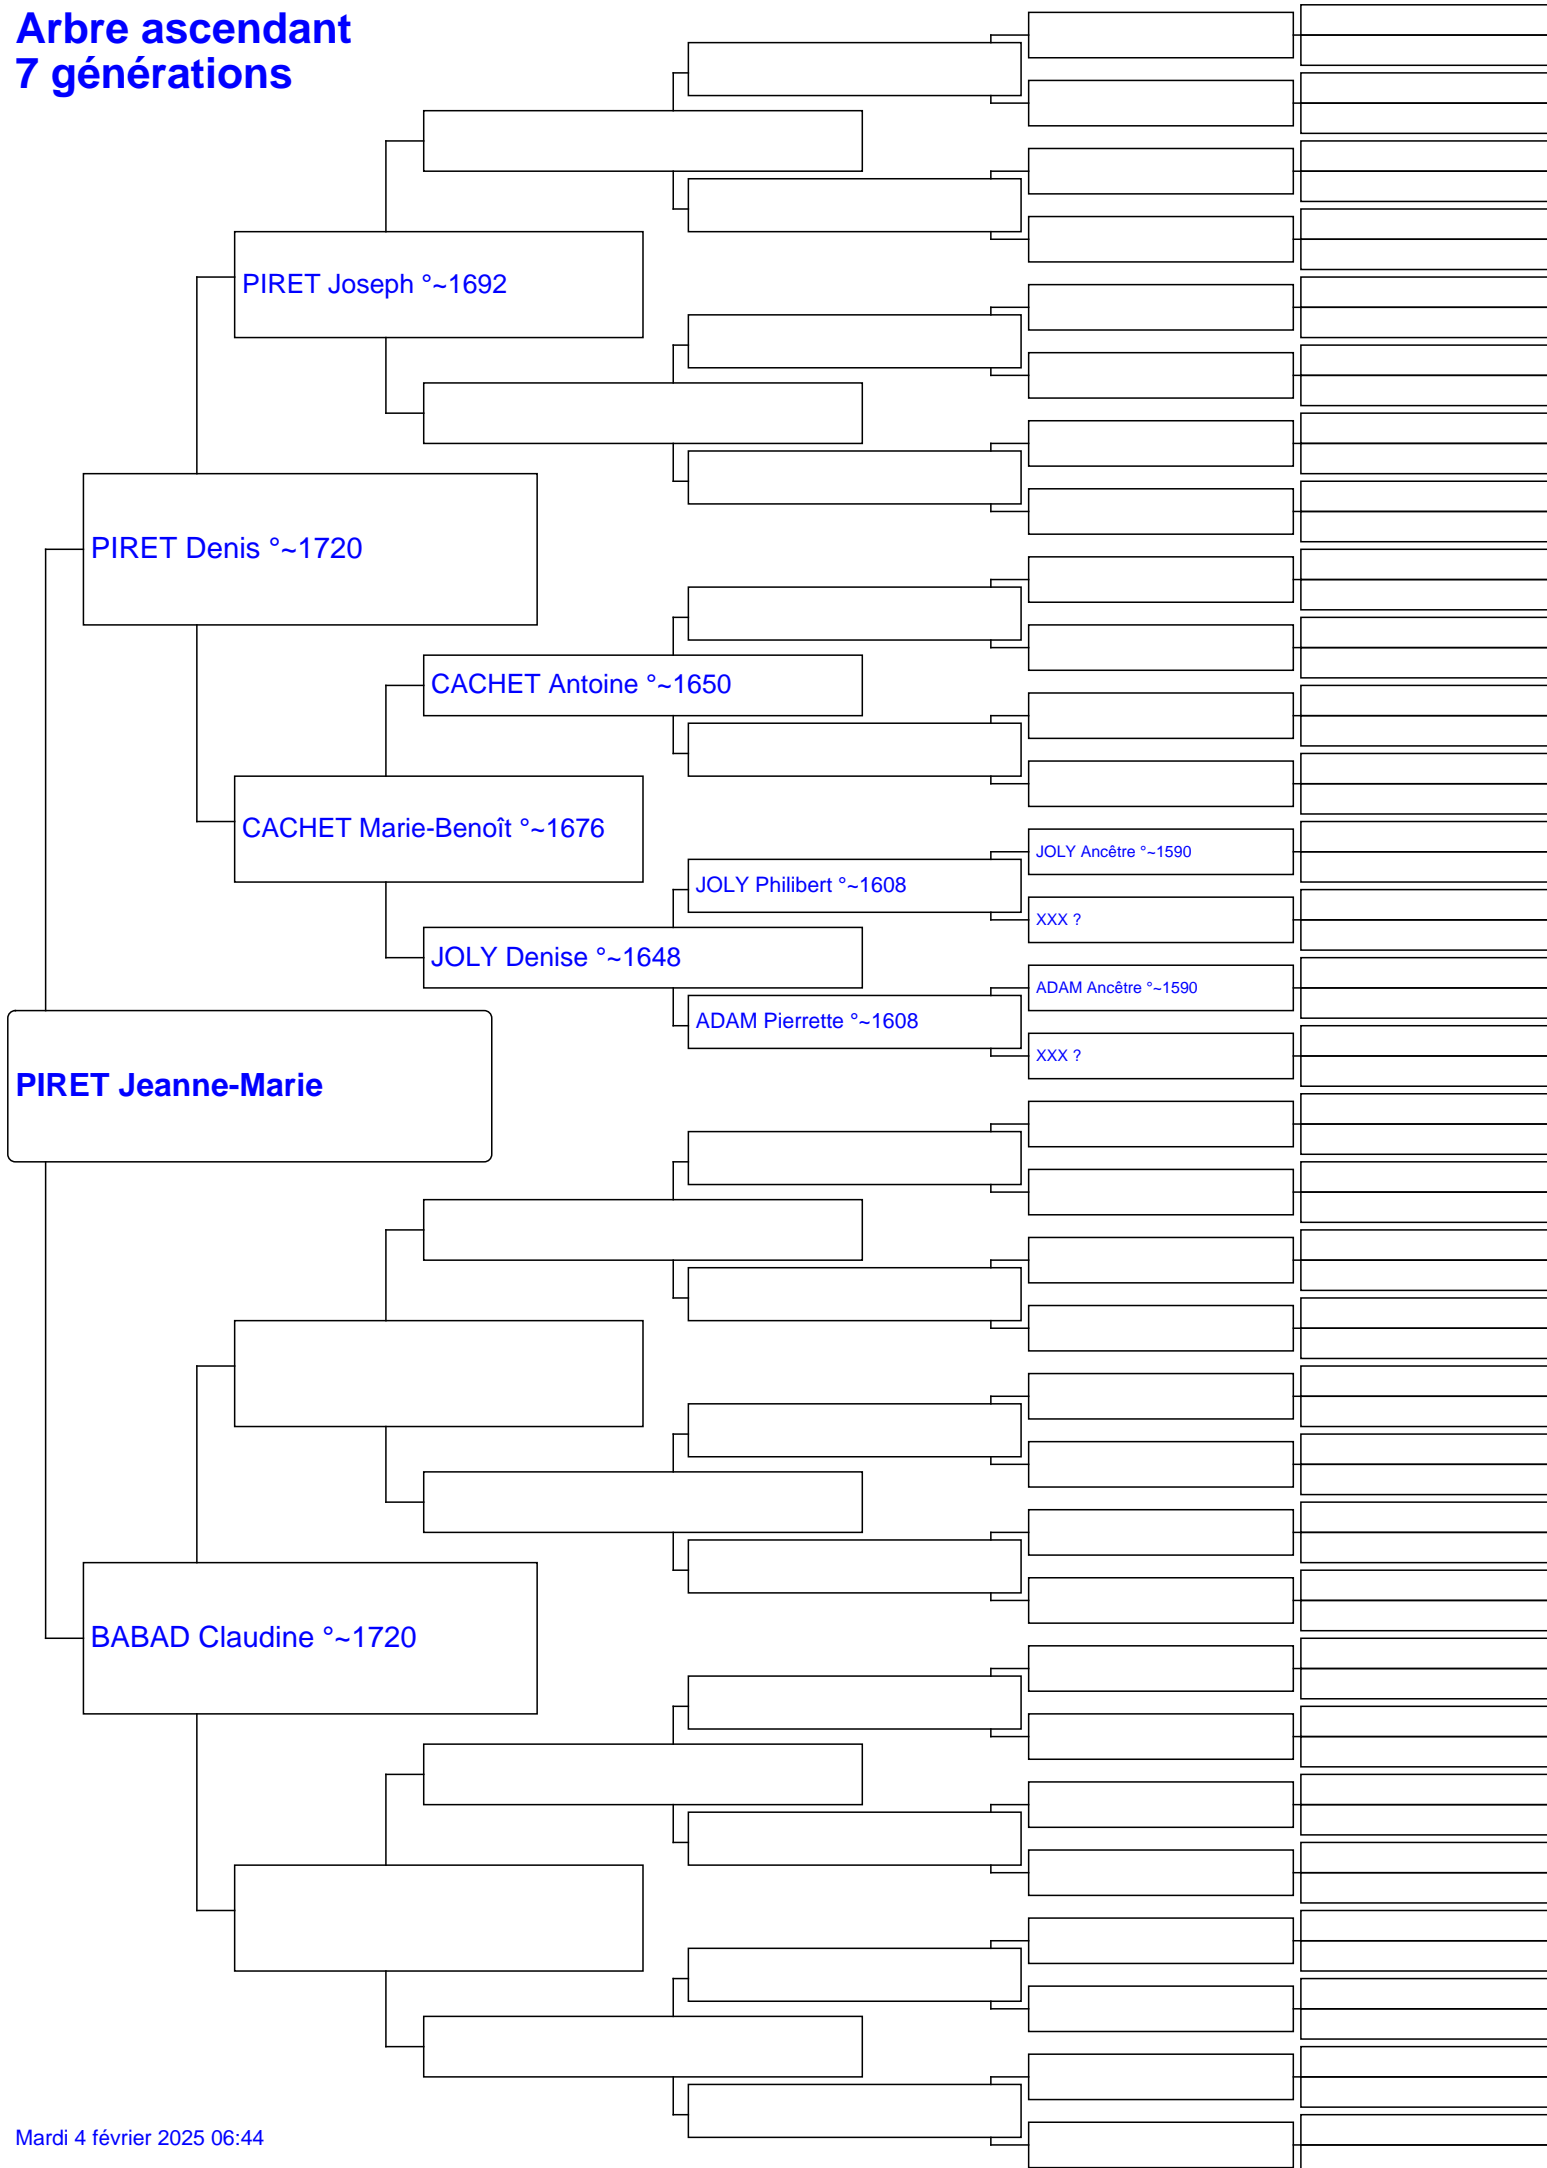 Arbre ascendant
7 générations
PIRET Joseph °~1692
PIRET Denis °~1720
CACHET Antoine °~1650
CACHET Marie-Benoît °~1676
JOLY Ancêtre °~1590
JOLY Philibert °~1608
XXX ?
JOLY Denise °~1648
ADAM Ancêtre °~1590
ADAM Pierrette °~1608
XXX ?
PIRET Jeanne-Marie
BABAD Claudine °~1720
Mardi 4 février 2025 06:44